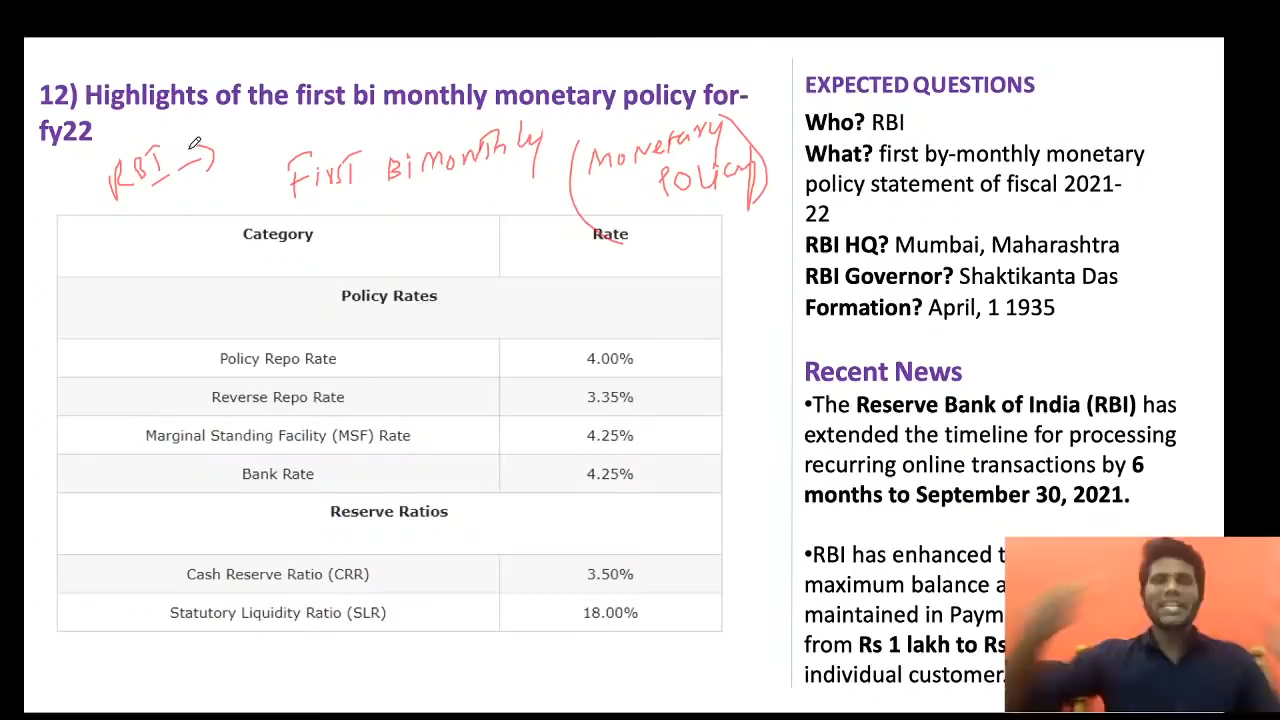 12) Highlights of the first bi monthly monetary policy for-
fy22
RBI → First Bimonthly (Monetary
Policy)
Category Rate
Policy Rates
Policy Repo Rate 4.00%
Reverse Repo Rate 3.35%
Marginal Standing Facility (MSF) Rate 4.25%
Bank Rate 4.25%
Reserve Ratios
Cash Reserve Ratio (CRR) 3.50%
Statutory Liquidity Ratio (SLR) 18.00%
EXPECTED QUESTIONS
Who? RBI
What? first by-monthly monetary
policy statement of fiscal 2021-
22
RBI HQ? Mumbai, Maharashtra
RBI Governor? Shaktikanta Das
Formation? April, 1 1935
Recent News
•The Reserve Bank of India (RBI) has
extended the timeline for processing
recurring online transactions by 6
months to September 30, 2021.
•RBI has enhanced
maximum balance
maintained in
from Rs 1 lakh to Rs
individual customer.